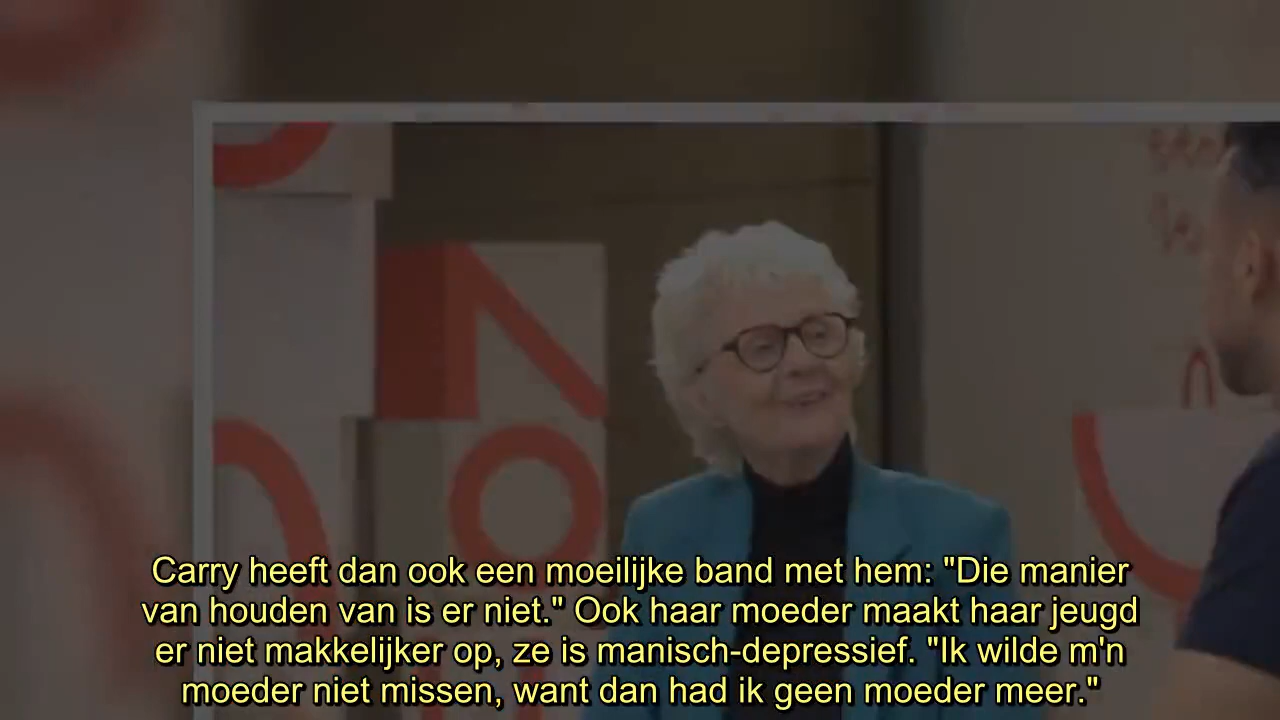 Carry heeft dan ook een moeilijke band met hem: "Die manier
van houden van is er niet." Ook haar moeder maakt haar jeugd
er niet makkelijker op, ze is manisch-depressief. "Ik wilde m'n
moeder niet missen, want dan had ik geen moeder meer."